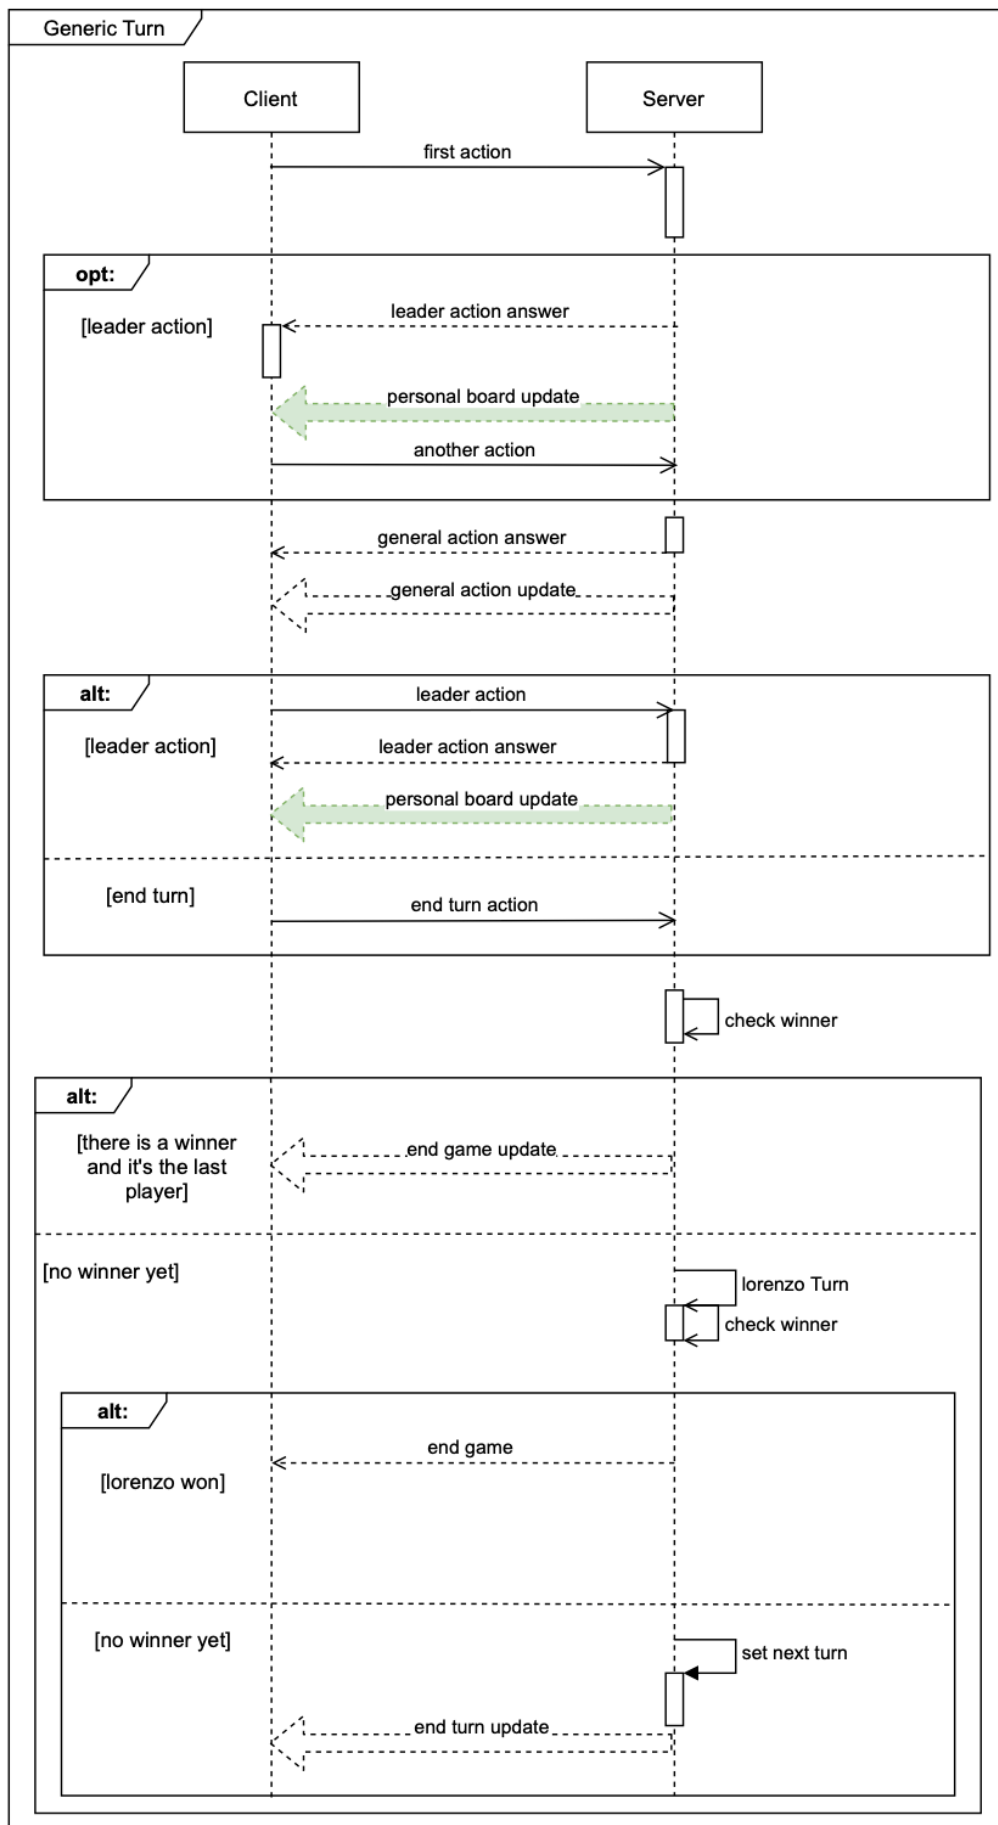 Generic Turn
Client
Server
first action
opt:
leader action answer
[leader action]
personal board update
another action
general action answer
general action update
alt:
leader action
[leader action]
leader action answer
personal board update
[end turn]
end turn action
check winner
alt:
[there is a winner
and it's the last
player]
end game update
[no winner yet]
lorenzo Turn
check winner
alt:
end game
[lorenzo won]
[no winner yet]
set next turn
end turn update